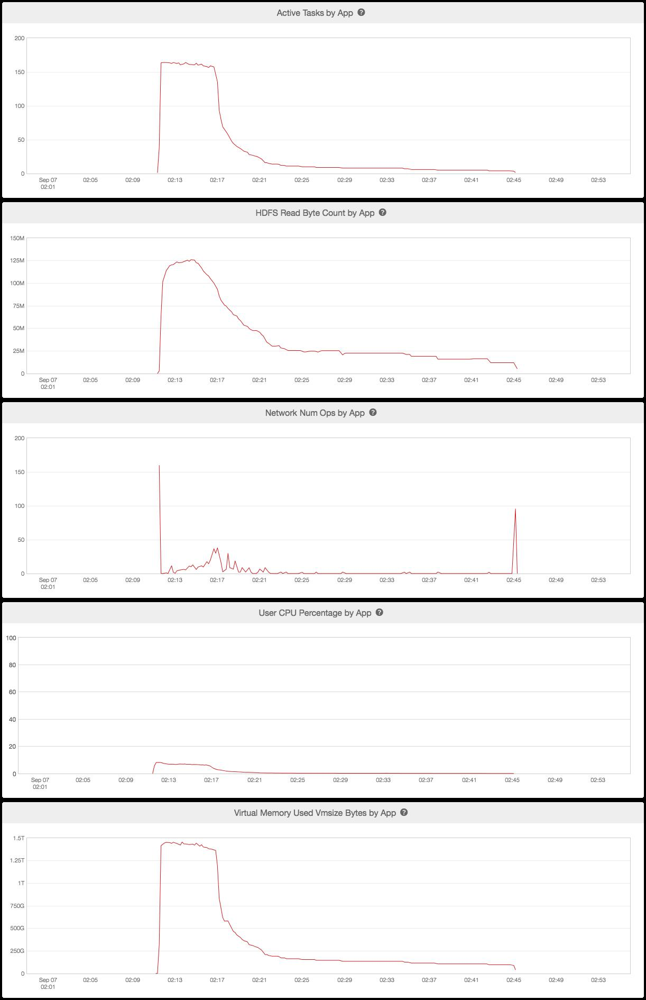 Active Tasks by App ?
200
150
100
50
0
Sep 07 02:05 02:09 02:13 02:17 02:21 02:25 02:29 02:33 02:37 02:41 02:45 02:49 02:53
02:01
HDFS Read Byte Count by App ?
150M
125M
100M
75M
50M
25M
0
Sep 07 02:05 02:09 02:13 02:17 02:21 02:25 02:29 02:33 02:37 02:41 02:45 02:49 02:53
02:01
Network Num Ops by App ?
200
150
100
50
0
Sep 07 02:05 02:09 02:13 02:17 02:21 02:25 02:29 02:33 02:37 02:41 02:45 02:49 02:53
02:01
User CPU Percentage by App ?
100
80
60
40
20
0
Sep 07 02:05 02:09 02:13 02:17 02:21 02:25 02:29 02:33 02:37 02:41 02:45 02:49 02:53
02:01
Virtual Memory Used Vmsize Bytes by App ?
1.5T
1.25T
1T
750G
500G
250G
0
Sep 07 02:05 02:09 02:13 02:17 02:21 02:25 02:29 02:33 02:37 02:41 02:45 02:49 02:53
02:01